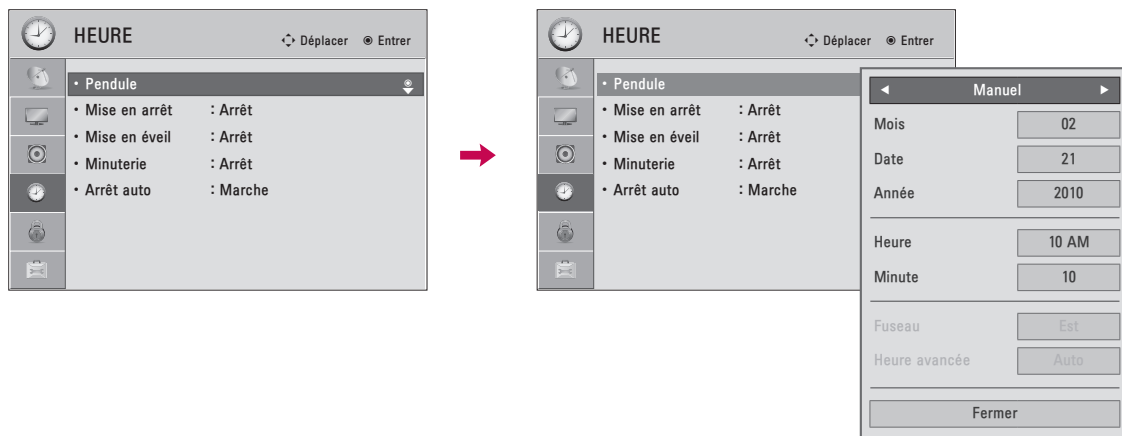 HEURE Déplacer Entrer
• Pendule
• Mise en arrêt : Arrêt
• Mise en éveil : Arrêt
• Minuterie : Arrêt
• Arrêt auto : Marche
HEURE Déplacer Entrer
• Pendule
• Mise en arrêt : Arrêt
• Mise en éveil : Arrêt
• Minuterie : Arrêt
• Arrêt auto : Marche
◀ Manuel ▶
Mois 02
Date 21
Année 2010
Heure 10 AM
Minute 10
Fuseau Est
Heure avancée Auto
Fermer